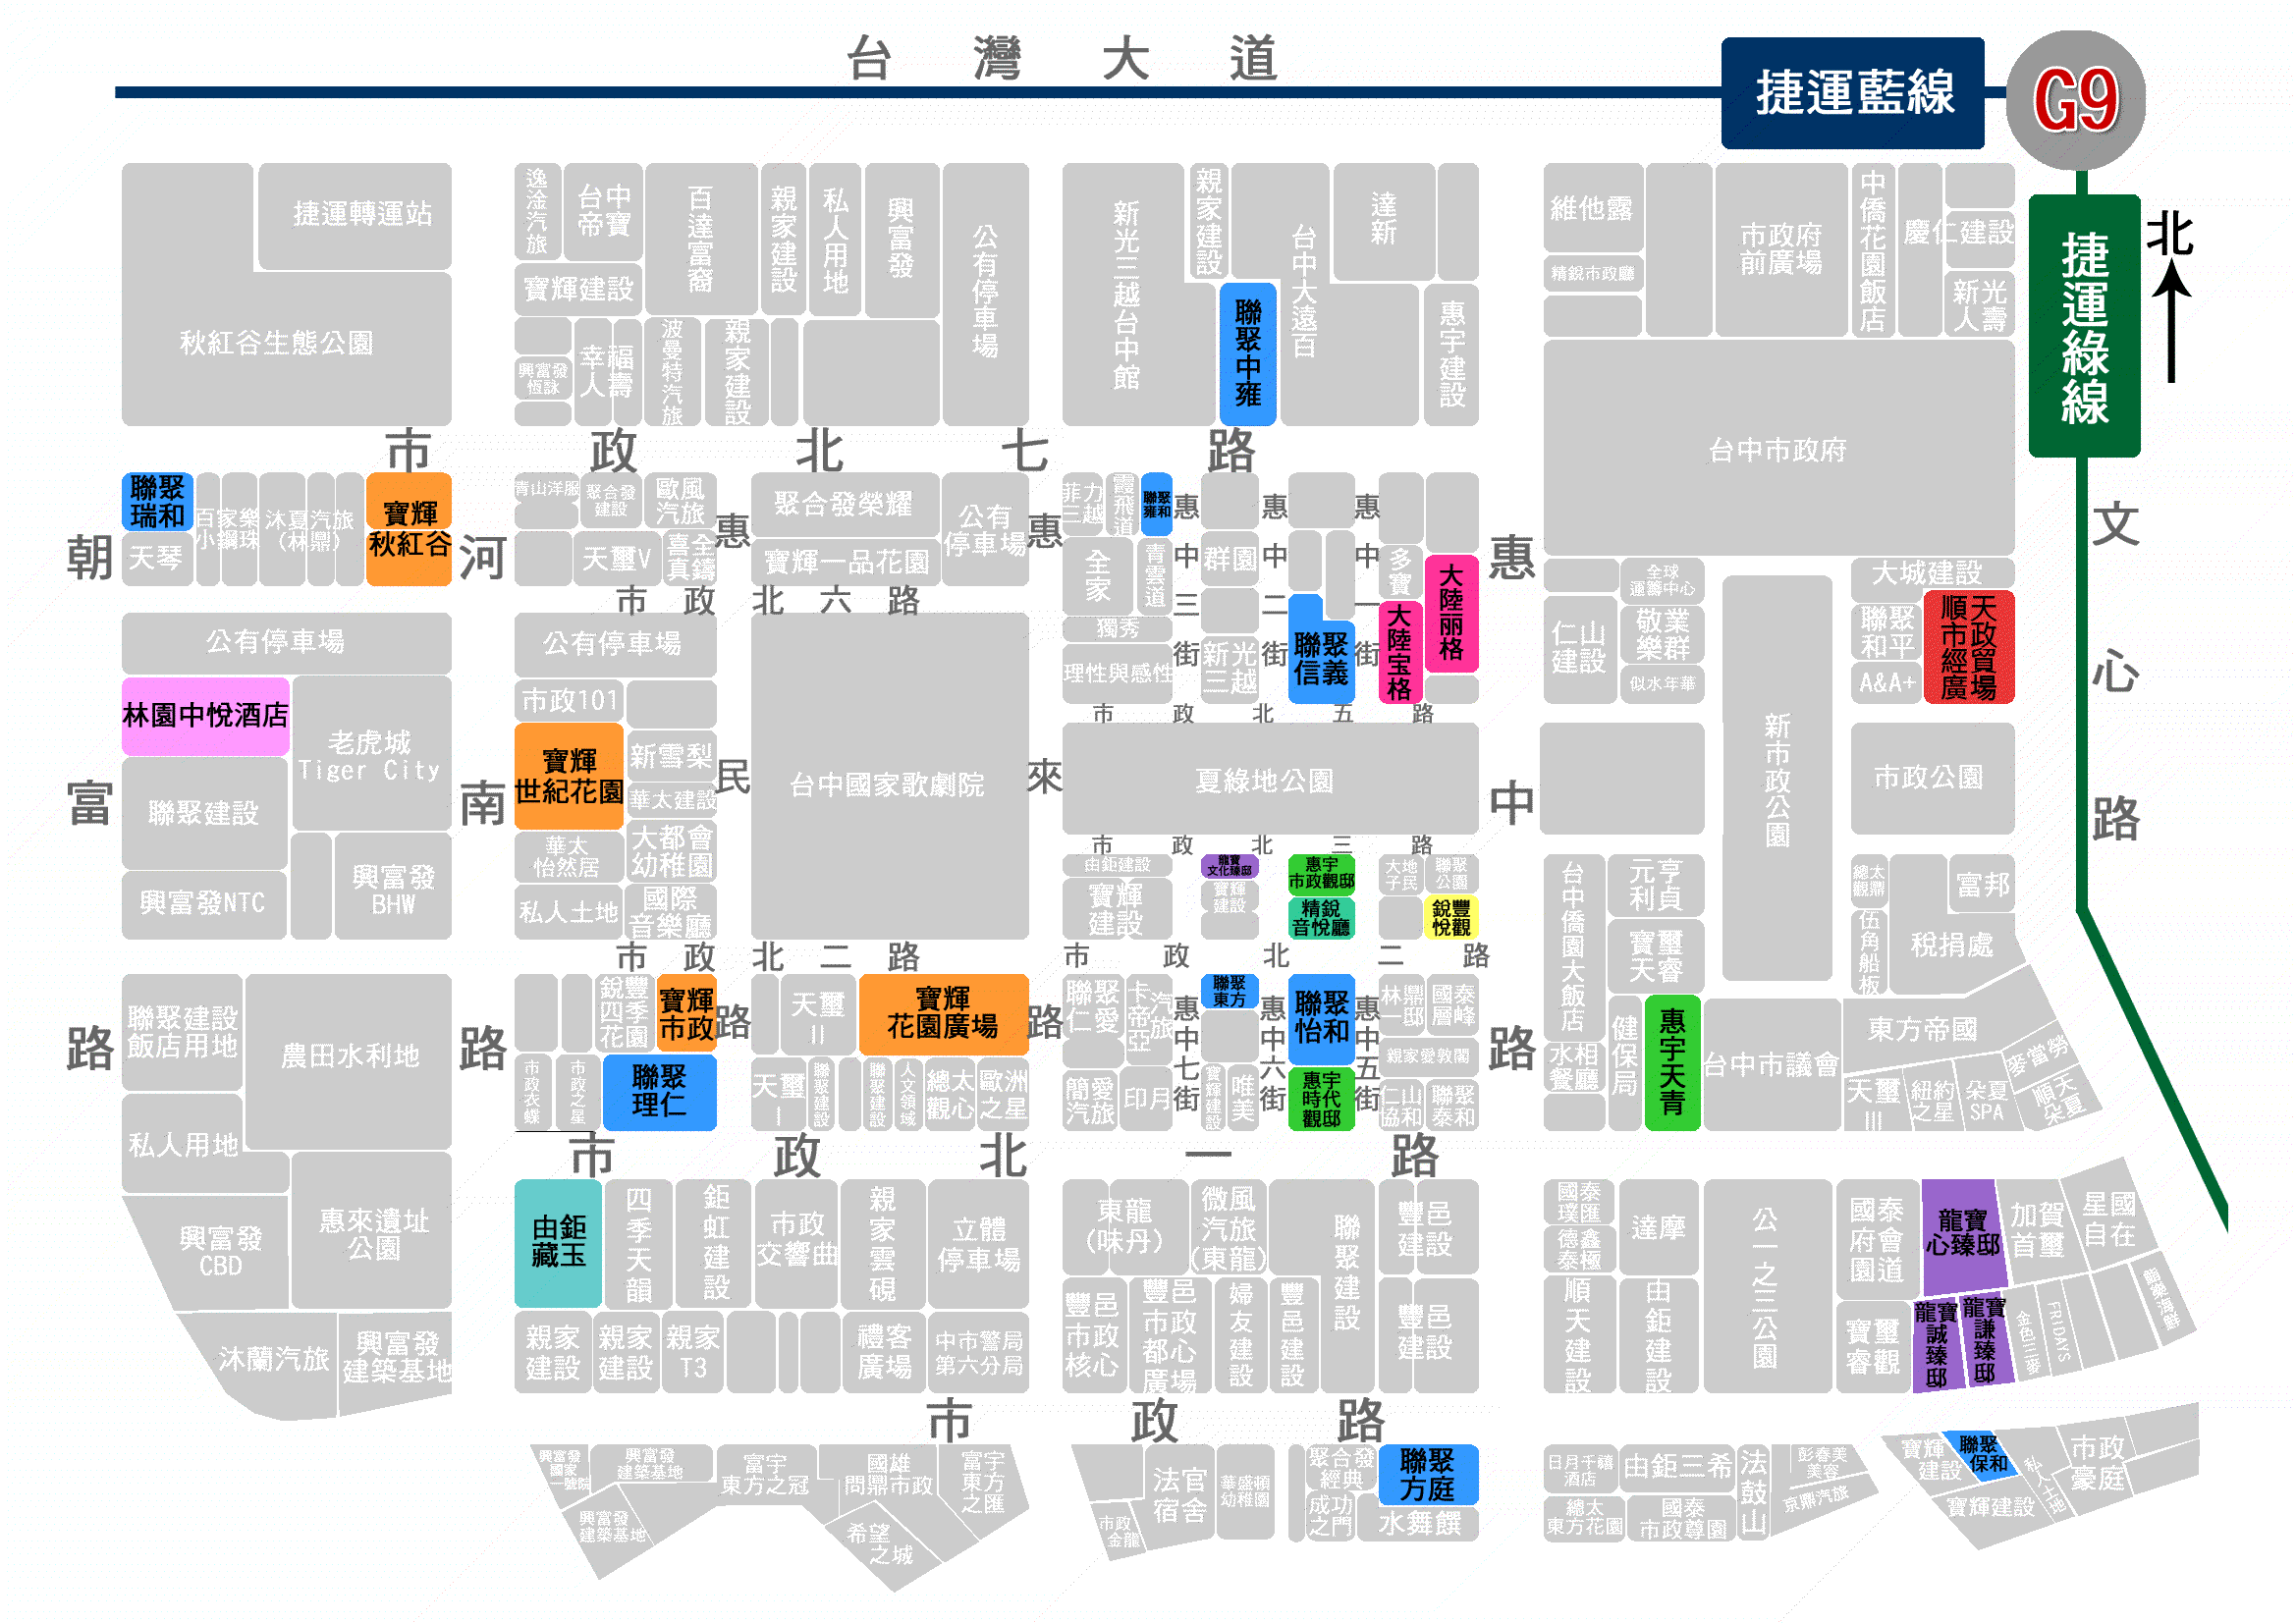 台灣大道
捷運藍線
G9
捷運綠線
北
捷運轉運站
秋紅谷生態公園
逸淦汽旅
台中
帝寶
百達富裔
親家建設
私人用地
興富發
公有停車場
寶輝建設
興富發
恆詠
幸福
人壽
波曼特汽旅
親家建設
新光三越台中館
親家建設
台中大遠百
達新
聯聚中雍
惠宇建設
維他露
精銳市政廳
市政府
前廣場
中僑花園飯店
慶仁建設
新光
人壽
台中市政府
市政北七路
聯聚
瑞和
天琴
百家樂
小鋼珠
沐夏汽旅
(林鼎)
寶輝
秋紅谷
青山洋服
聚合發
建設
歐風
汽旅
天璽V
喜全
真鑄
聚合發榮耀
寶輝一品花園
公有
停車場
菲力
三越
霞飛道
聯聚
雍和
全家
青雲道
獨秀
理性與感性
群園
新光
三越
聯聚
信義
多寶
大陸宝格
大陸丽格
惠中三街
惠中二街
惠中一街
全球
運籌中心
仁山
建設
敬業
樂群
似水年華
大城建設
聯聚
和平
A&A+
順天
市政
經貿
廣場
新市政公園
市政北六路
市政北五路
朝富路
河南路
惠民路
惠來路
惠中路
文心路
公有停車場
林園中悅酒店
老虎城
Tiger City
聯聚建設
興富發NTC
興富發
BHW
公有停車場
市政101
寶輝
世紀花園
新雪梨
華太建設
華太
怡然居
大都會
幼稚園
私人土地
國際
音樂廳
台中國家歌劇院
夏綠地公園
市政公園
市政北三路
由鉅建設
寶輝
建設
龍寶
文化臻邸
寶輝
建設
惠宇
市政觀邸
精銳
音悅廳
大地
子民
聯聚
公園
銳豐
悅觀
台中僑園大飯店
元亨
利貞
寶璽
天睿
總太
觀鼎
富邦
伍角船板
稅捐處
市政北二路
市政北二路
聯聚建設
飯店用地
農田水利地
私人用地
惠來遺址
公園
興富發
CBD
沐蘭汽旅
興富發
建築基地
銳豐
四季
花園
寶輝
市政
市政衣蝶
市政之星
聯聚
理仁
天璽
II
寶輝
花園廣場
天璽
I
聯聚建設
聯聚建設
人文領域
總太
觀心
歐洲
之星
聯聚
仁愛
卡帝亞
汽旅
簡愛
汽旅
印月
聯聚
東方
寶輝建設
唯美
聯聚
怡和
惠宇
時代
觀邸
林鼎
一邸
國泰
層峰
親家愛敦閣
仁山
協和
聯聚
泰和
惠中七街
惠中六街
惠中五街
水相
餐廳
健保局
惠宇天青
台中市議會
東方帝國
天璽
III
紐約
之星
朵夏
SPA
麥當勞
順天
朵夏
市政北一路
由鉅
藏玉
四季天韻
鉅虹建設
市政
交響曲
親家雲硯
立體
停車場
親家
建設
親家
建設
親家
T3
禮客
廣場
中市警局
第六分局
東龍
(味丹)
微風
汽旅
(東龍)
聯聚建設
豐邑
建設
豐邑
市政
核心
豐邑
市政
都心
廣場
婦友建設
豐邑建設
豐邑
建設
國泰
璞匯
德鑫
泰極
達摩
順天建設
由鉅建設
公一之三公園
國泰
府會
園道
龍寶
心臻邸
加賀
首璽
星國
自在
寶璽
睿觀
龍寶
誠臻邸
龍寶
謙臻邸
金色三麥
FRIDAYS
市政路
興富發
國家
一號院
興富發
建築基地
興富發
建築基地
富宇
東方之冠
國雄
問鼎市政
希望
之城
富宇
東方
之匯
市政
金龍
法官
宿舍
華盛頓
幼稚園
聚合發
經典
成功
之門
聯聚
方庭
水舞饌
日月千禧
酒店
由鉅三希
法鼓山
彭春芙
美容
京鼎汽旅
總太
東方花園
國泰
市政尊園
寶輝
建設
聯聚
保和
私人土地
寶輝建設
市政
豪庭